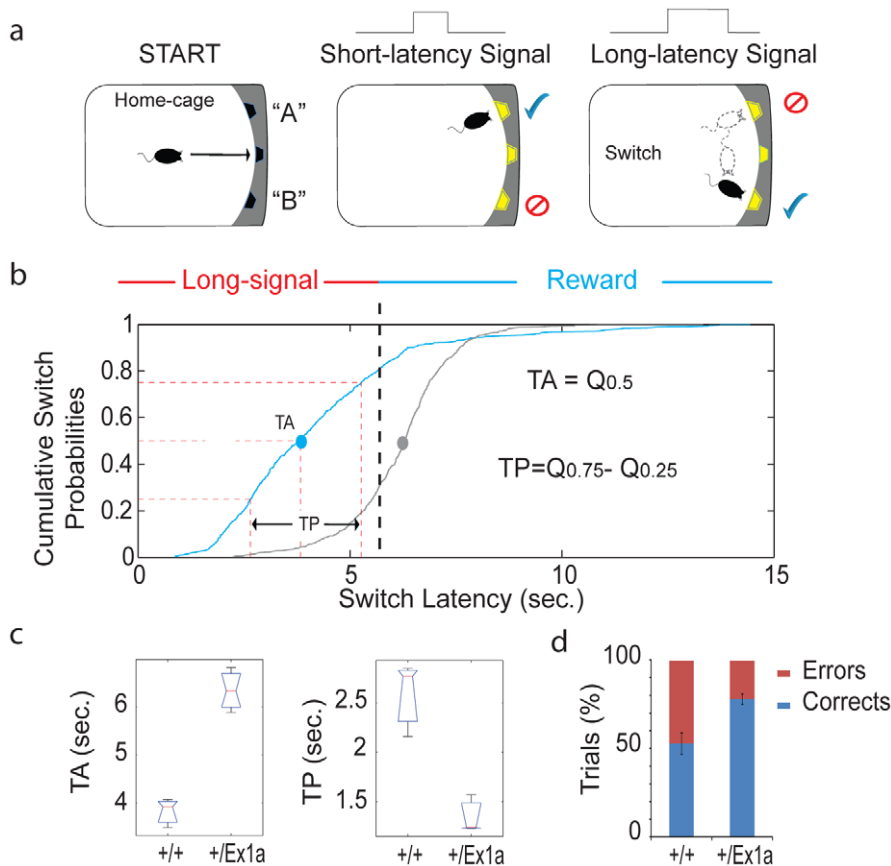 a
START
Short-latency Signal
Long-latency Signal
Home-cage
"A"
"B"
Switch
b
Long-signal
Reward
Cumulative Switch
Probabilities
1
0.8
0.6
0.4
0.2
0
TA
TP
TA = Q0.5
TP=Q0.75- Q0.25
0
5
10
15
Switch Latency (sec.)
c
TA (sec.)
6
5
4
+/+
+/Ex1a
TP (sec.)
2.5
2
1.5
+/+
+/Ex1a
d
Trials (%)
100
50
0
+/+
+/Ex1a
Errors
Corrects